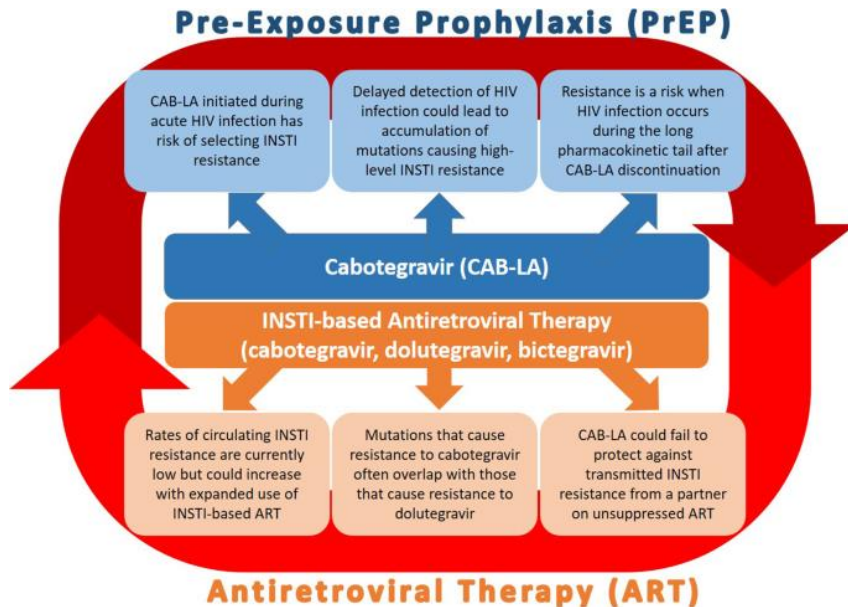 Pre-Exposure Prophylaxis (PrEP)
CAB-LA initiated during
acute HIV infection has
risk of selecting INSTI
resistance
Delayed detection of HIV
infection could lead to
accumulation of
mutations causing high-
level INSTI resistance
Resistance is a risk when
HIV infection occurs
during the long
pharmacokinetic tail after
CAB-LA discontinuation
Cabotegravir (CAB-LA)
INSTI-based Antiretroviral Therapy
(cabotegravir, dolutegravir, bictegravir)
Rates of circulating INSTI
resistance are currently
low but could increase
with expanded use of
INSTI-based ART
Mutations that cause
resistance to cabotegravir
often overlap with those
that cause resistance to
dolutegravir
CAB-LA could fail to
protect against
transmitted INSTI
resistance from a partner
on unsuppressed ART
Antiretroviral Therapy (ART)